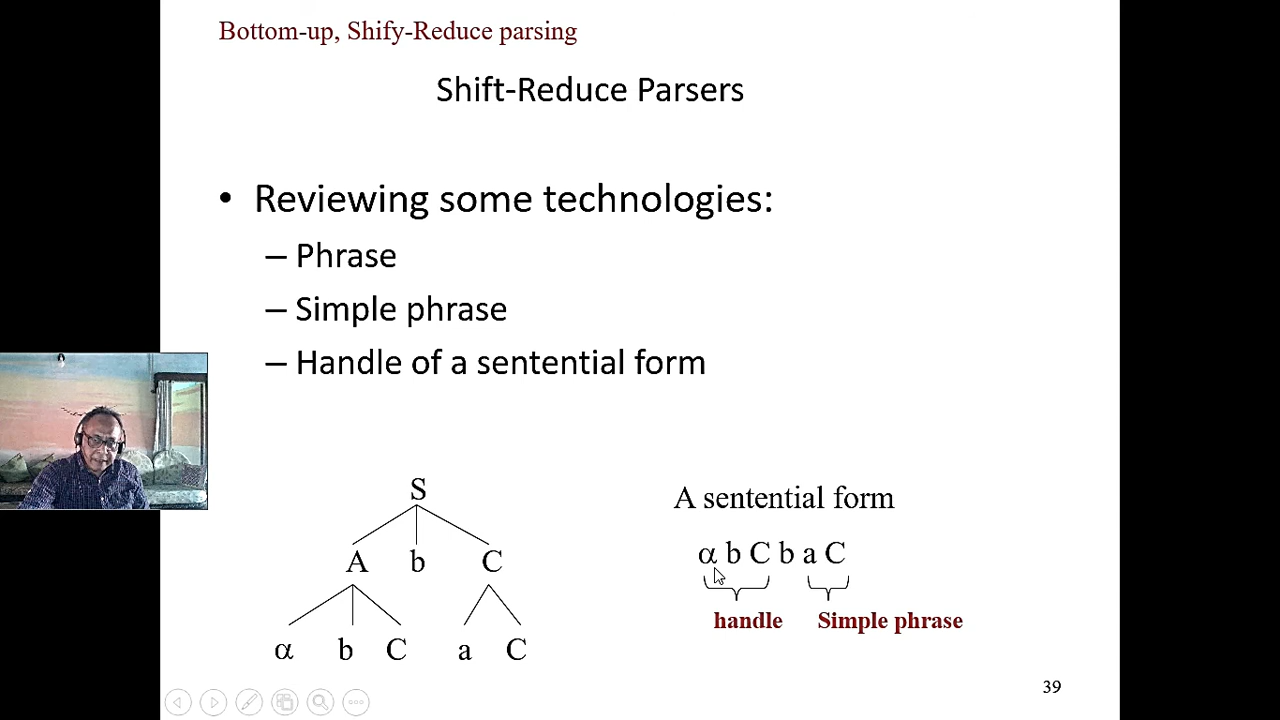 Bottom-up, Shify-Reduce parsing
Shift-Reduce Parsers
• Reviewing some technologies:
– Phrase
– Simple phrase
– Handle of a sentential form
S
A b C
α b C a C
A sentential form
α b C b a C
handle Simple phrase
39